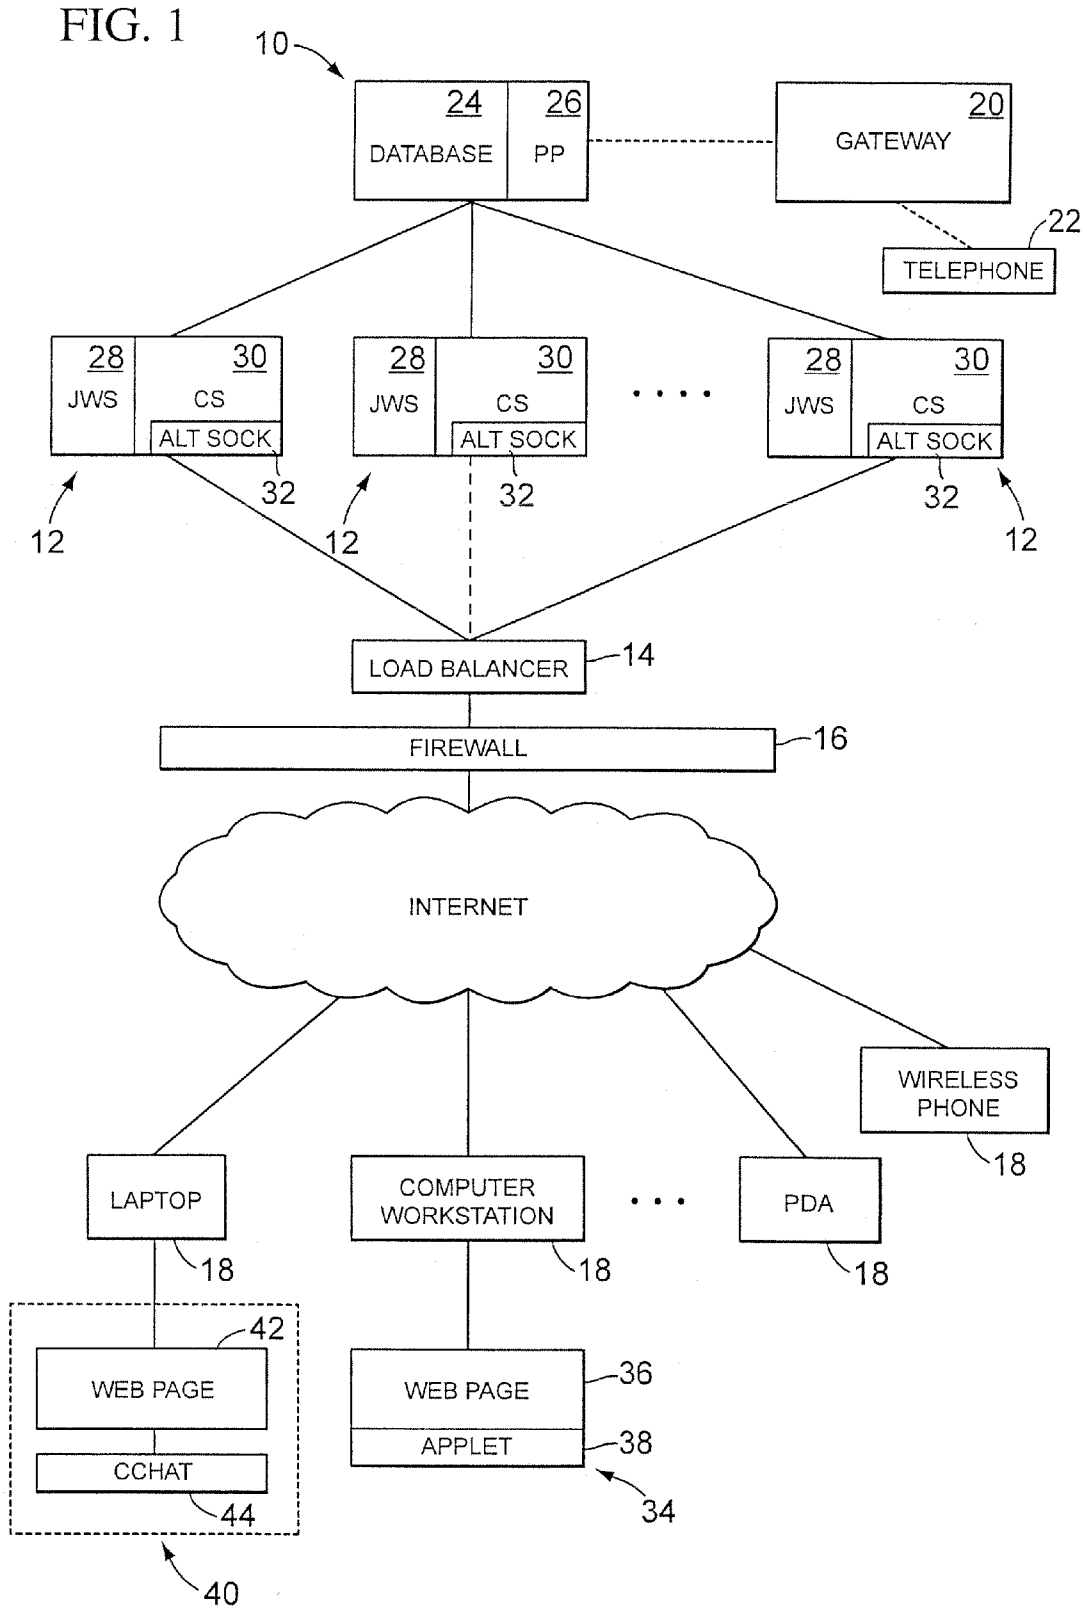 FIG. 1
10
24
26
20
DATABASE
PP
GATEWAY
22
TELEPHONE
28
30
28
30
28
30
JWS
CS
JWS
CS
JWS
CS
ALT SOCK
ALT SOCK
ALT SOCK
32
32
32
12
12
12
LOAD BALANCER
14
FIREWALL
16
INTERNET
WIRELESS
PHONE
18
LAPTOP
COMPUTER
WORKSTATION
PDA
18
18
18
42
WEB PAGE
WEB PAGE
36
CCHAT
APPLET
38
44
34
40